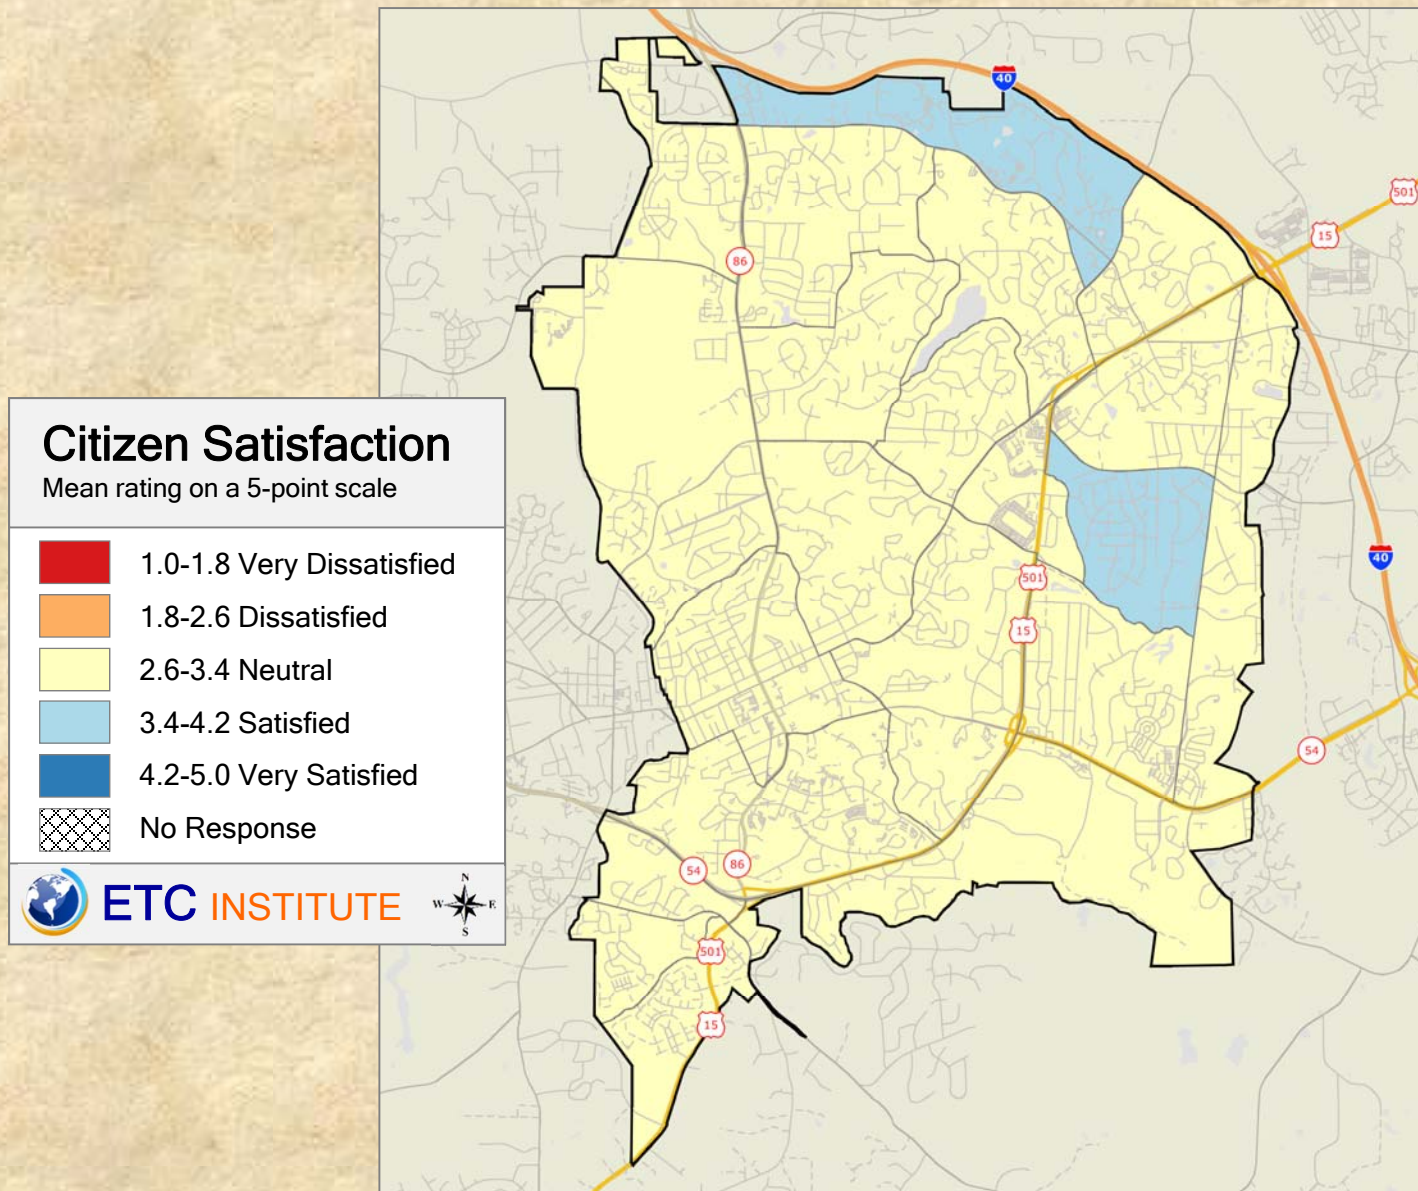 40
501
15
86
Citizen Satisfaction
Mean rating on a 5-point scale
1.0-1.8 Very Dissatisfied
1.8-2.6 Dissatisfied
2.6-3.4 Neutral
3.4-4.2 Satisfied
4.2-5.0 Very Satisfied
No Response
ETC INSTITUTE
N
W E
S
40
501
15
54
54
86
501
15